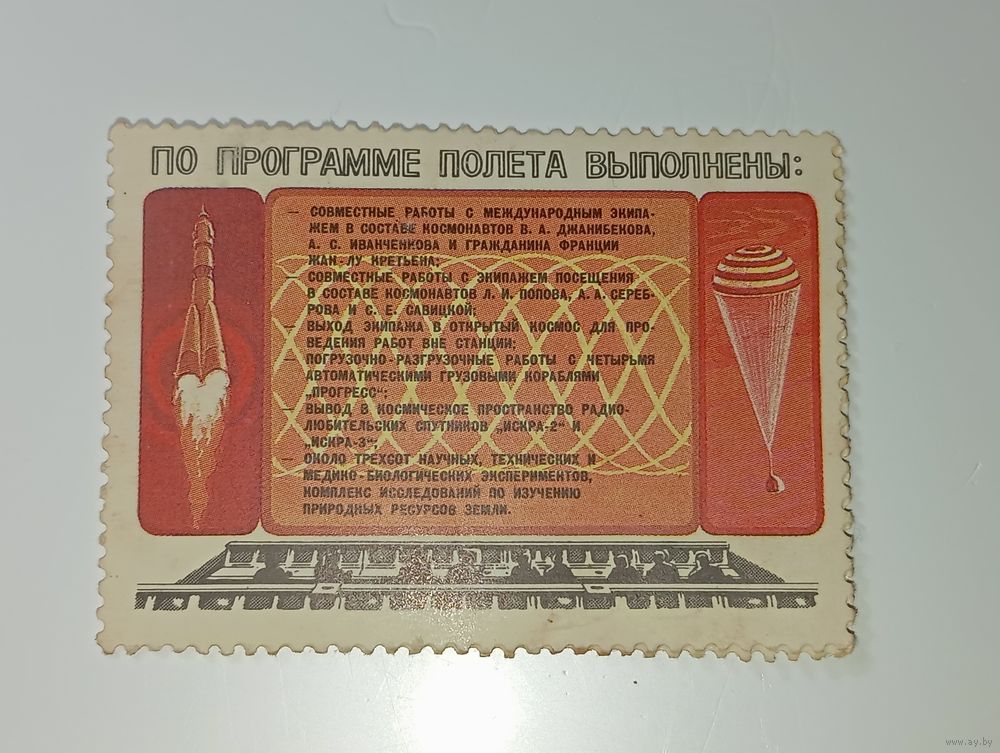 ПО ПРОГРАММЕ ПОЛЕТА ВЫПОЛНЕНЫ:
— СОВМЕСТНЫЕ РАБОТЫ С МЕЖДУНАРОДНЫМ ЭКИПА-
ЖЕМ В СОСТАВЕ КОСМОНАВТОВ В. А. ДЖАНИБЕКОВА,
А. С. ИВАНЧЕНКОВА И ГРАЖДАНИНА ФРАНЦИИ
ЖАН-ЛУ КРЕТЬЕНА;
СОВМЕСТНЫЕ РАБОТЫ С ЭКИПАЖЕМ ПОСЕЩЕНИЯ
В СОСТАВЕ КОСМОНАВТОВ Л. И. ПОПОВА, А. А. СЕРЕБ-
РОВА И С. Е. САВИЦКОЙ;
— ВЫХОД ЭКИПАЖА В ОТКРЫТЫЙ КОСМОС ДЛЯ ПРО-
ВЕДЕНИЯ РАБОТ ВНЕ СТАНЦИИ;
— ПОГРУЗОЧНО-РАЗГРУЗОЧНЫЕ РАБОТЫ С ЧЕТЫРЬМЯ
АВТОМАТИЧЕСКИМИ ГРУЗОВЫМИ КОРАБЛЯМИ
„ПРОГРЕСС“;
— ВЫВОД В КОСМИЧЕСКОЕ ПРОСТРАНСТВО РАДИО-
ЛЮБИТЕЛЬСКИХ СПУТНИКОВ „ИСКРА-2“ И
„ИСКРА-3“;
— ОКОЛО ТРЕХСОТ НАУЧНЫХ, ТЕХНИЧЕСКИХ И
МЕДИКО-БИОЛОГИЧЕСКИХ ЭКСПЕРИМЕНТОВ,
КОМПЛЕКС ИССЛЕДОВАНИЙ ПО ИЗУЧЕНИЮ
ПРИРОДНЫХ РЕСУРСОВ ЗЕМЛИ.
www.ay.by